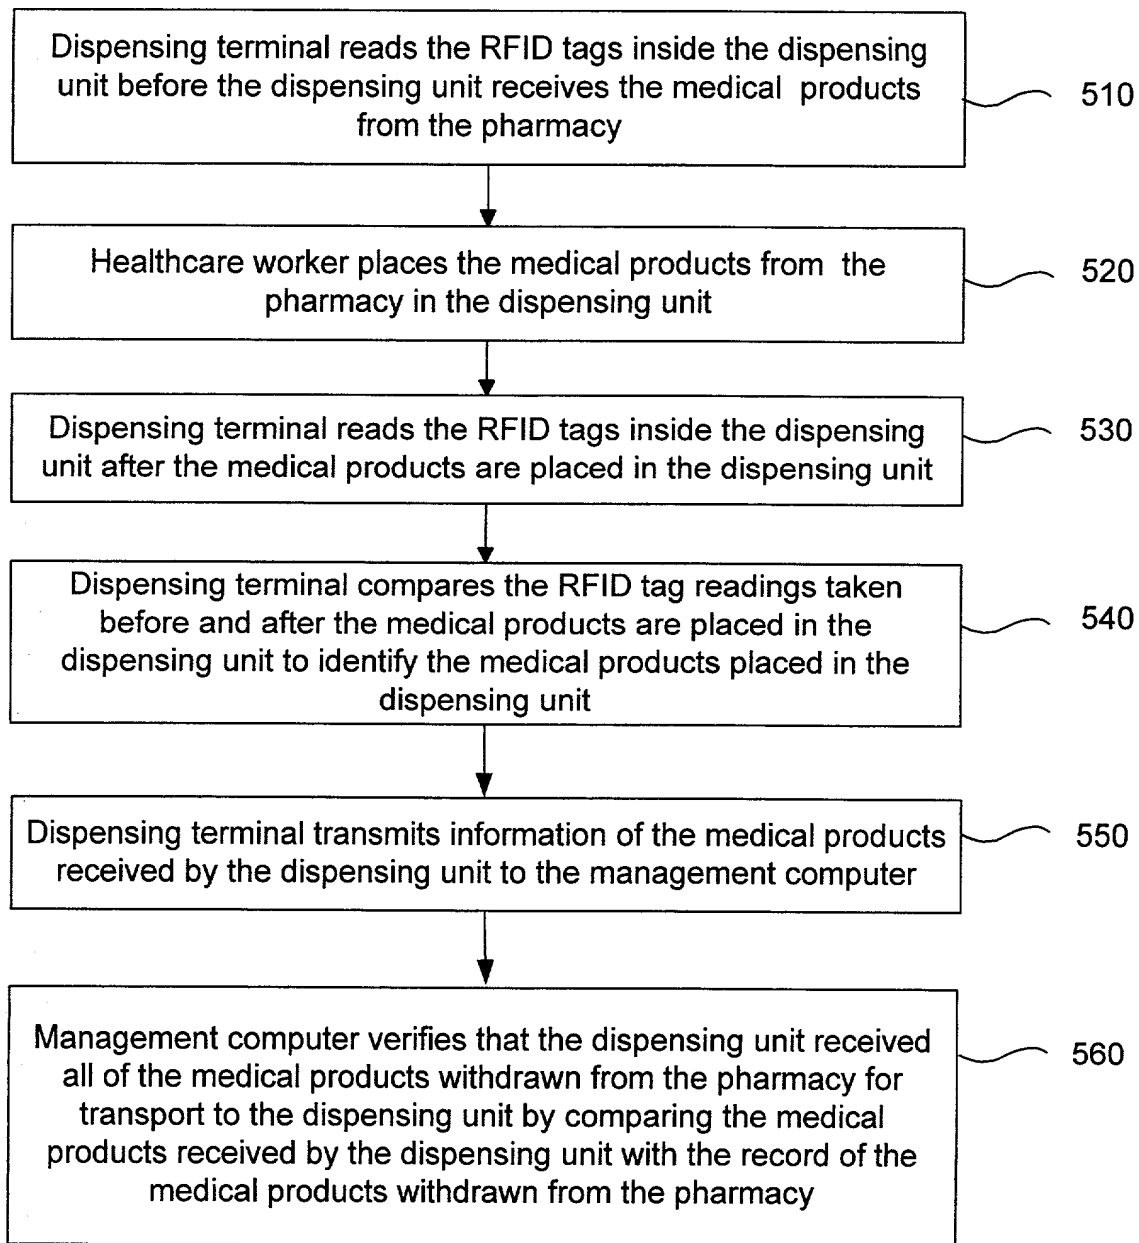 Dispensing terminal reads the RFID tags inside the dispensing
unit before the dispensing unit receives the medical products
from the pharmacy
510
Healthcare worker places the medical products from the
pharmacy in the dispensing unit
520
Dispensing terminal reads the RFID tags inside the dispensing
unit after the medical products are placed in the dispensing unit
530
Dispensing terminal compares the RFID tag readings taken
before and after the medical products are placed in the
dispensing unit to identify the medical products placed in the
dispensing unit
540
Dispensing terminal transmits information of the medical products
received by the dispensing unit to the management computer
550
Management computer verifies that the dispensing unit received
all of the medical products withdrawn from the pharmacy for
transport to the dispensing unit by comparing the medical
products received by the dispensing unit with the record of the
medical products withdrawn from the pharmacy
560